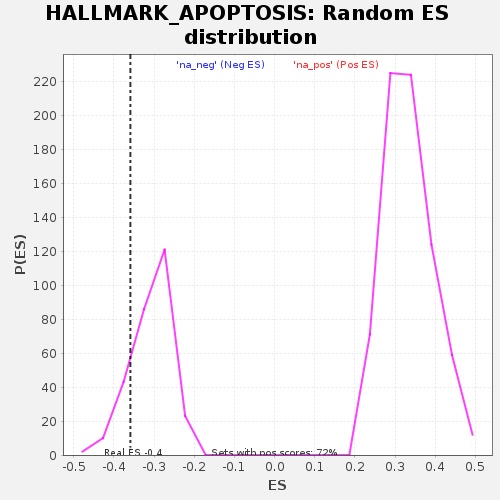 HALLMARK_APOPTOSIS: Random ES
distribution
'na_neg' (Neg ES)
'na_pos' (Pos ES)
220
200
180
160
140
120
100
80
60
40
20
0
P(ES)
Real ES -0.4
Sets with pos scores: 72%
-0.5 -0.4 -0.3 -0.2 -0.1 0.0 0.1 0.2 0.3 0.4 0.5
ES